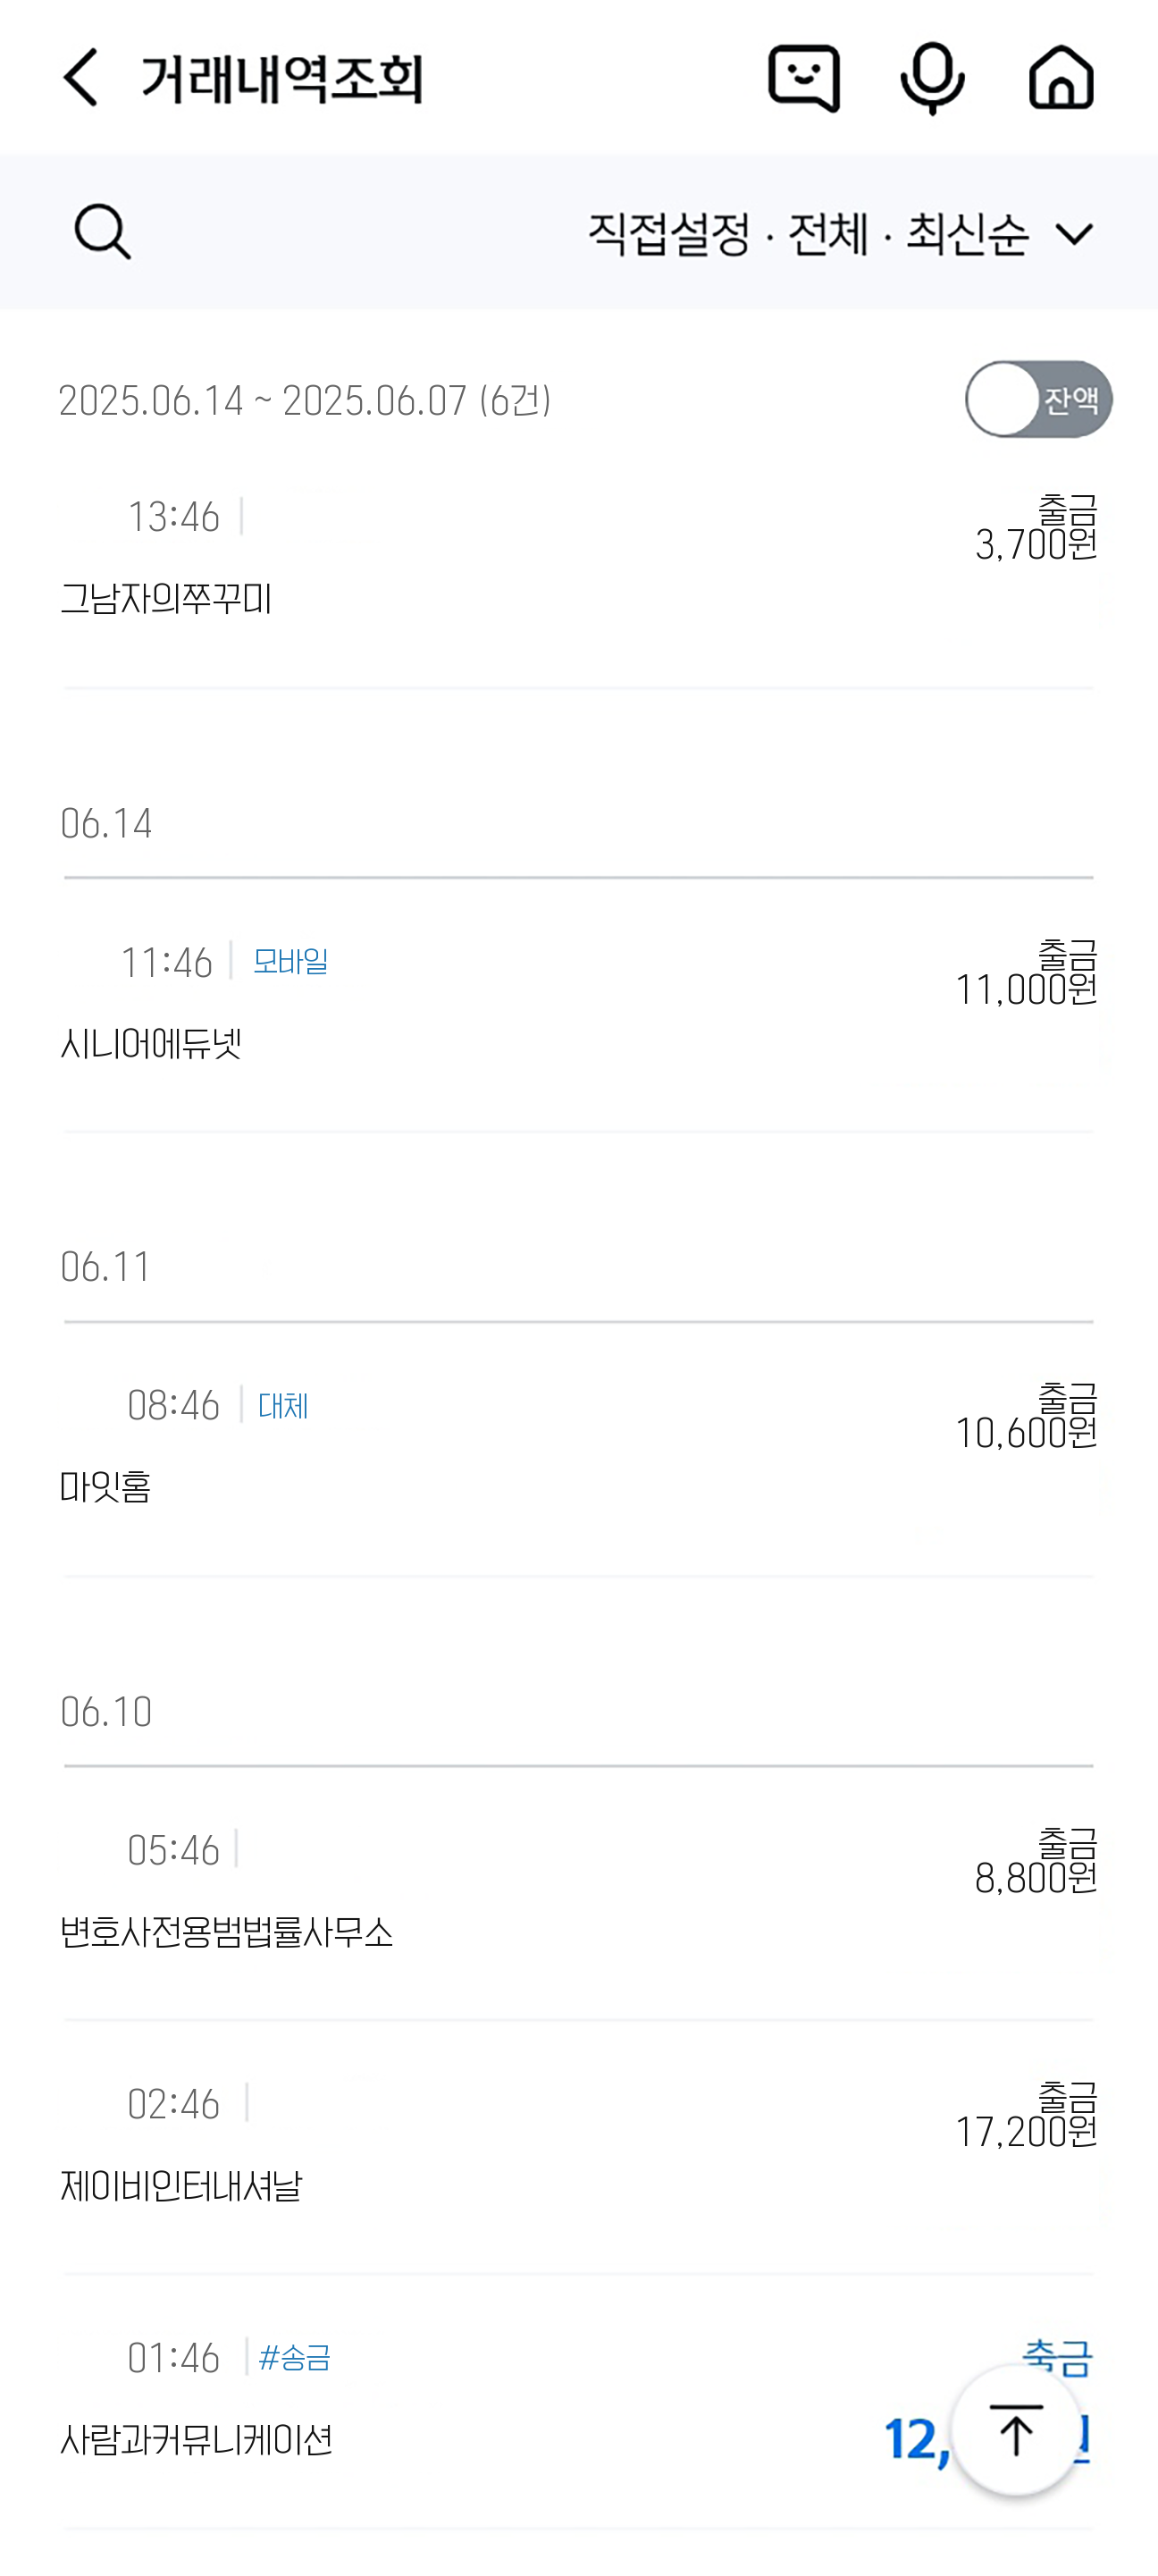 거래내역조회
직접설정 · 전체 · 최신순
2025.06.14 ~ 2025.06.07 (6건)
잔액
13:46
출금
3,700원
그남자의쭈꾸미
06.14
11:46 모바일
출금
11,000원
시니어에듀넷
06.11
08:46 대체
출금
10,600원
마잇홈
06.10
05:46
출금
8,800원
변호사전용범법률사무소
02:46
출금
17,200원
제이비인터내셔날
01:46 #송금
출금
사람과커뮤니케이션
12,